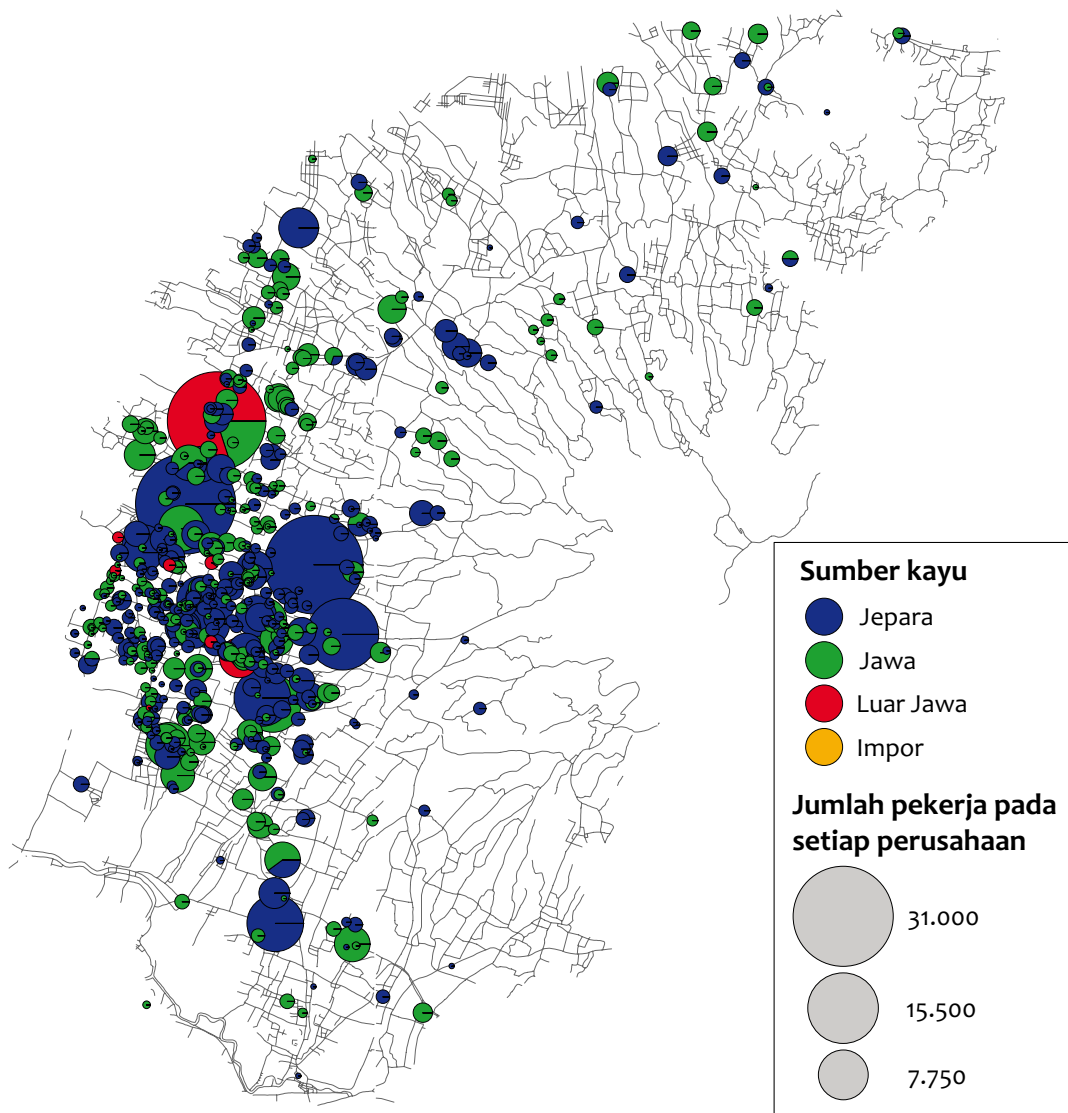 Sumber kayu
Jepara
Jawa
Luar Jawa
Impor
Jumlah pekerja pada
setiap perusahaan
31.000
15.500
7.750